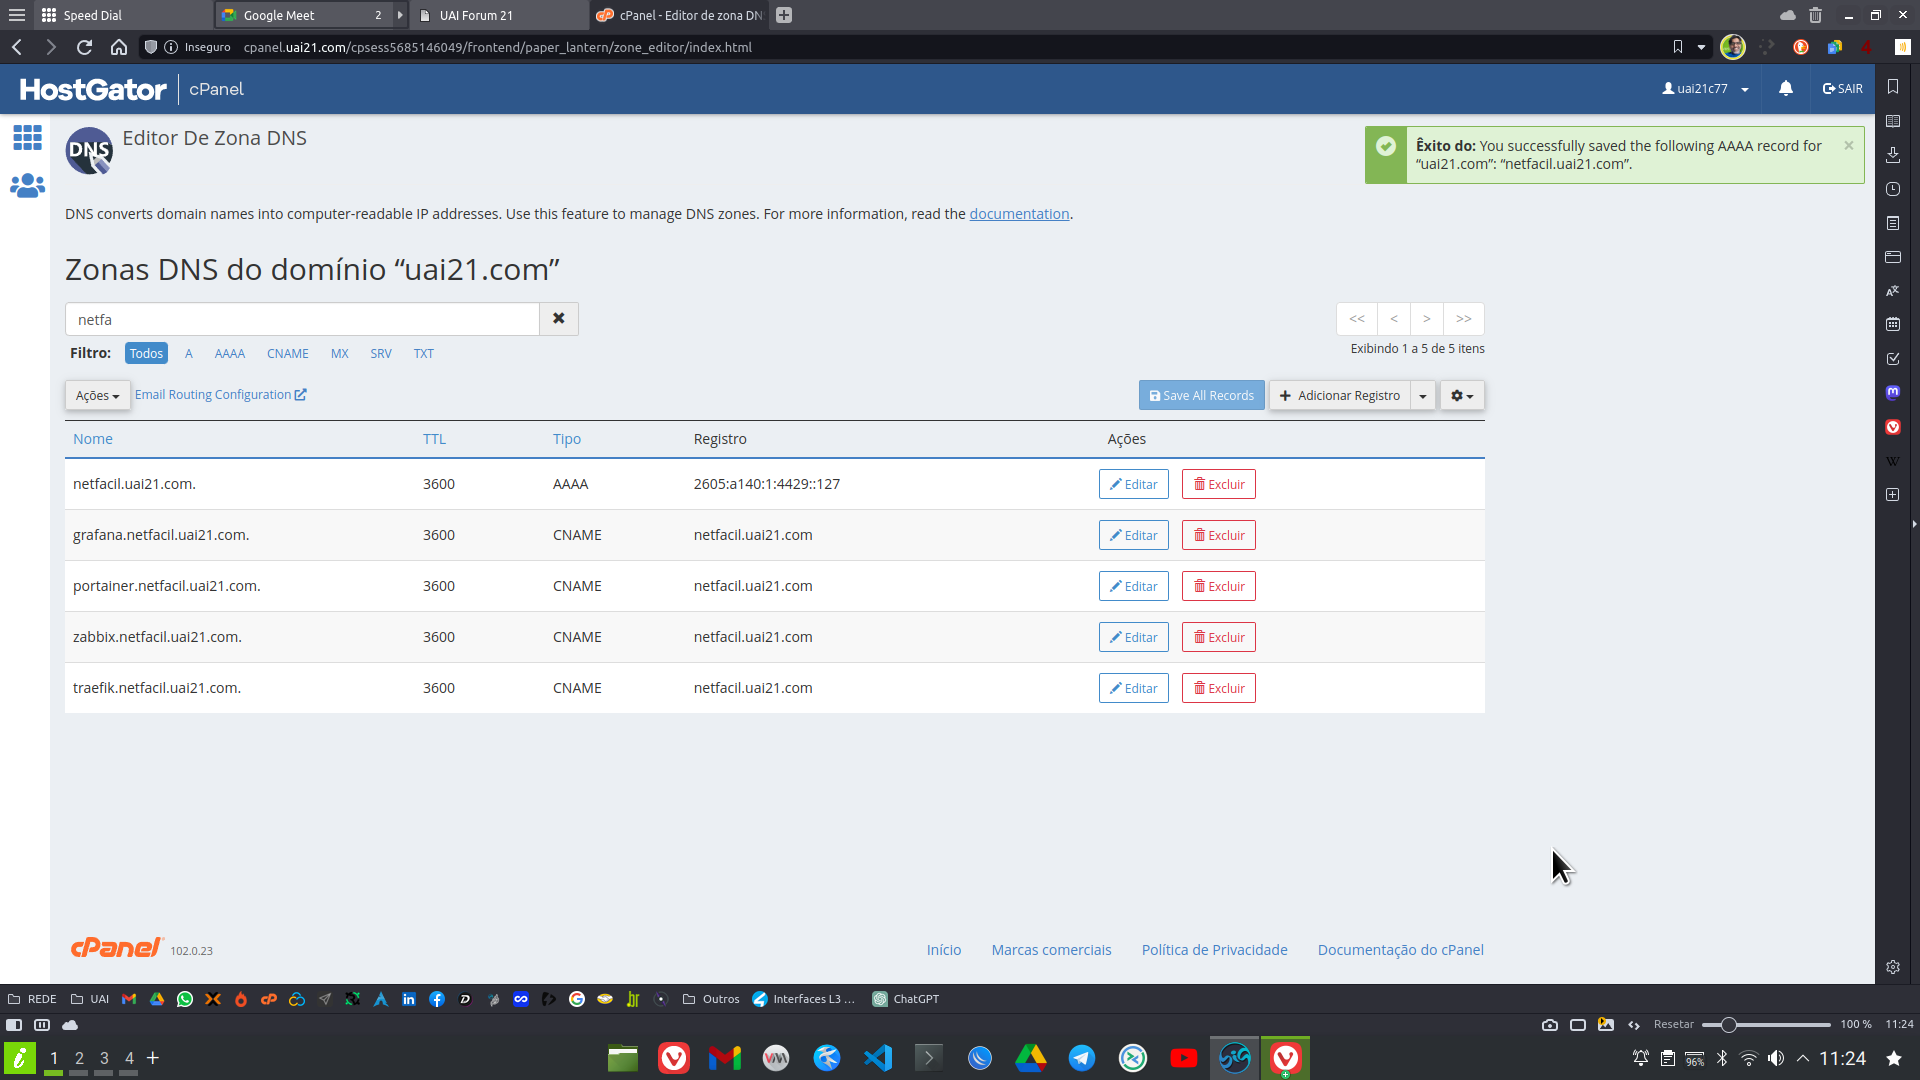 Speed Dial
Google Meet 2
UAI Forum 21
cPanel - Editor de zona DN
Inseguro cpanel.uai21.com/cpsess5685146049/frontend/paper_lantern/zone_editor/index.html
HostGator cPanel
uai21c77
SAIR
DNS
Editor De Zona DNS
Êxito do: You successfully saved the following AAAA record for
“uai21.com”: “netfacil.uai21.com”.
DNS converts domain names into computer-readable IP addresses. Use this feature to manage DNS zones. For more information, read the documentation.
Zonas DNS do domínio “uai21.com”
netfa
<< < > >>
Filtro: Todos A AAAA CNAME MX SRV TXT
Exibindo 1 a 5 de 5 itens
Ações Email Routing Configuration
Save All Records + Adicionar Registro
Nome TTL Tipo Registro Ações
netfacil.uai21.com. 3600 AAAA 2605:a140:1:4429::127 Editar Excluir
grafana.netfacil.uai21.com. 3600 CNAME netfacil.uai21.com Editar Excluir
portainer.netfacil.uai21.com. 3600 CNAME netfacil.uai21.com Editar Excluir
zabbix.netfacil.uai21.com. 3600 CNAME netfacil.uai21.com Editar Excluir
traefik.netfacil.uai21.com. 3600 CNAME netfacil.uai21.com Editar Excluir
cPanel 102.0.23
Início Marcas comerciais Política de Privacidade Documentação do cPanel
REDE UAI Outros Interfaces L3 ... ChatGPT
Resetar 100 % 11:24
1 2 3 4 +
96% 11:24